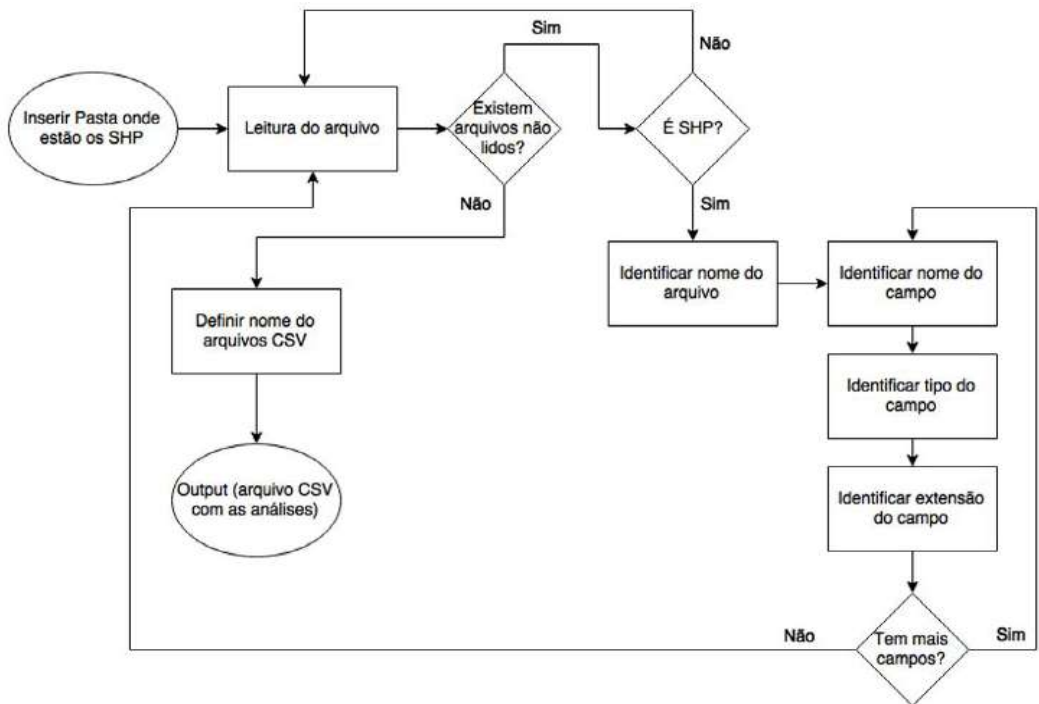 Sim
Não
Inserir Pasta onde
estão os SHP
Leitura do arquivo
Existem
arquivos não
lidos?
É SHP?
Não
Sim
Identificar nome do
arquivo
Identificar nome do
campo
Definir nome do
arquivos CSV
Identificar tipo do
campo
Output (arquivo CSV
com as análises)
Identificar extensão
do campo
Não
Tem mais
campos?
Sim